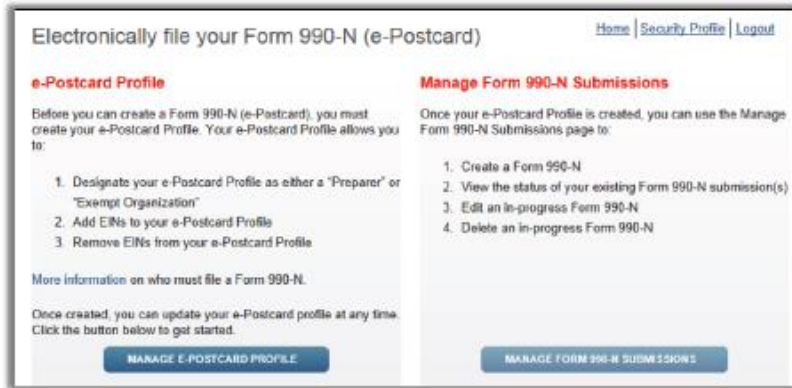 Electronically file your Form 990-N (e-Postcard)
Home | Security Profile | Logout
e-Postcard Profile
Before you can create a Form 990-N (e-Postcard), you must
create your e-Postcard Profile. Your e-Postcard Profile allows you
to:
1. Designate your e-Postcard Profile as either a "Preparer" or
"Exempt Organization"
2. Add EINs to your e-Postcard Profile
3. Remove EINs from your e-Postcard Profile
More information on who must file a Form 990-N.
Once created, you can update your e-Postcard profile at any time.
Click the button below to get started.
MANAGE E-POSTCARD PROFILE
Manage Form 990-N Submissions
Once your e-Postcard Profile is created, you can use the Manage
Form 990-N Submissions page to:
1. Create a Form 990-N
2. View the status of your existing Form 990-N submission(s)
3. Edit an in-progress Form 990-N
4. Delete an in-progress Form 990-N
MANAGE FORM 990-N SUBMISSIONS